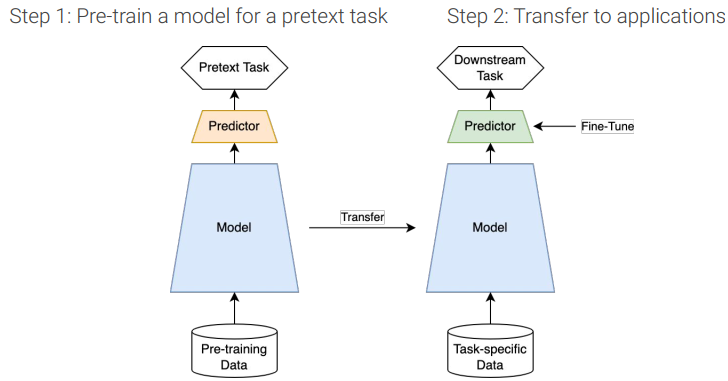 Step 1: Pre-train a model for a pretext task
Step 2: Transfer to applications
Pretext Task
Downstream
Task
Predictor
Predictor
Fine-Tune
Model
Transfer
Model
Pre-training
Data
Task-specific
Data